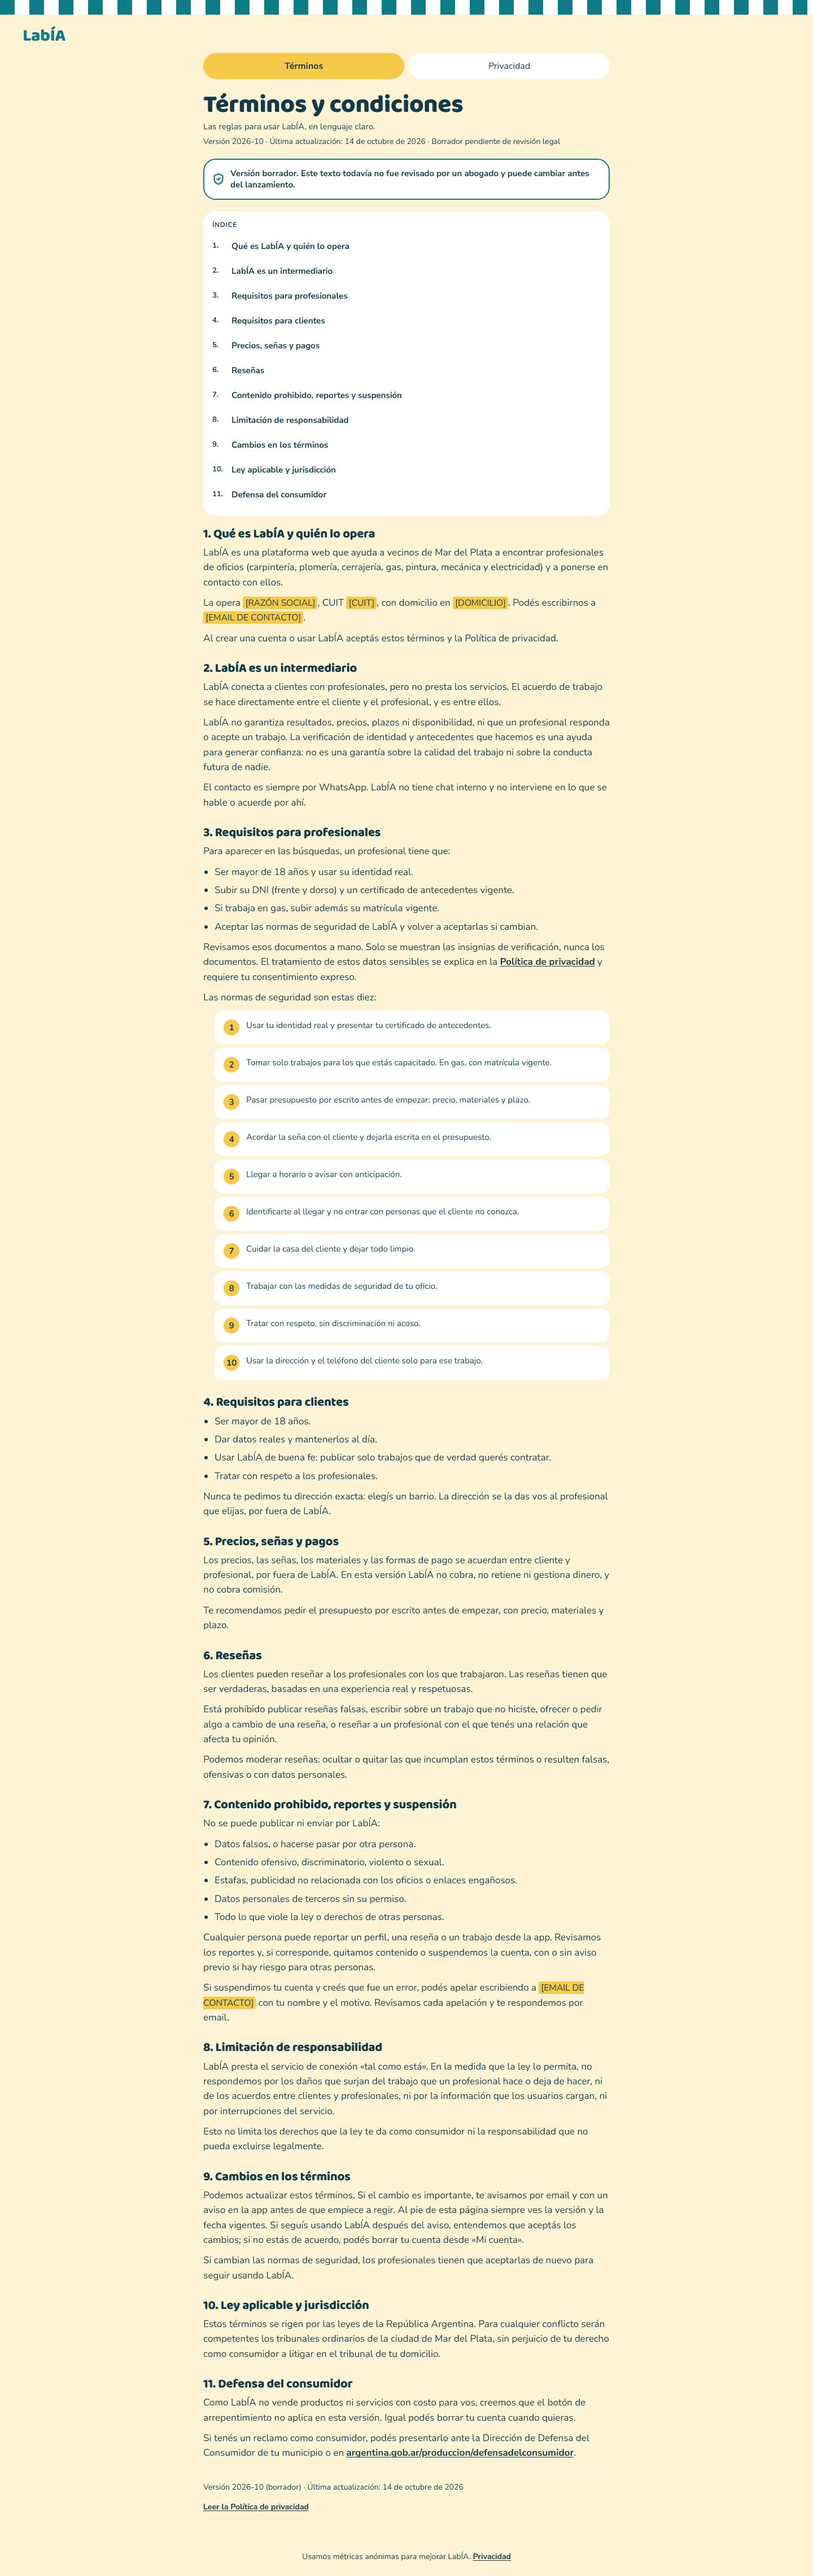 LabÍA
Términos
Privacidad
Términos y condiciones
Las reglas para usar LabÍA, en lenguaje claro.
Versión 2026-10 · Última actualización: 14 de octubre de 2026 · Borrador pendiente de revisión legal
Versión borrador. Este texto todavía no fue revisado por un abogado y puede cambiar antes
del lanzamiento.
ÍNDICE
1. Qué es LabÍA y quién lo opera
2. LabÍA es un intermediario
3. Requisitos para profesionales
4. Requisitos para clientes
5. Precios, señas y pagos
6. Reseñas
7. Contenido prohibido, reportes y suspensión
8. Limitación de responsabilidad
9. Cambios en los términos
10. Ley aplicable y jurisdicción
11. Defensa del consumidor
1. Qué es LabÍA y quién lo opera
LabÍA es una plataforma web que ayuda a vecinos de Mar del Plata a encontrar profesionales
de oficios (carpintería, plomería, cerrajería, gas, pintura, mecánica y electricidad) y a ponerse en
contacto con ellos.
La opera [RAZÓN SOCIAL], CUIT [CUIT], con domicilio en [DOMICILIO]. Podés escribirnos a
[EMAIL DE CONTACTO].
Al crear una cuenta o usar LabÍA aceptás estos términos y la Política de privacidad.
2. LabÍA es un intermediario
LabÍA conecta a clientes con profesionales, pero no presta los servicios. El acuerdo de trabajo
se hace directamente entre el cliente y el profesional, y es entre ellos.
LabÍA no garantiza resultados, precios, plazos ni disponibilidad, ni que un profesional responda
o acepte un trabajo. La verificación de identidad y antecedentes que hacemos es una ayuda
para generar confianza: no es una garantía sobre la calidad del trabajo ni sobre la conducta
futura de nadie.
El contacto es siempre por WhatsApp. LabÍA no tiene chat interno y no interviene en lo que se
hable o acuerde por ahí.
3. Requisitos para profesionales
Para aparecer en las búsquedas, un profesional tiene que:
• Ser mayor de 18 años y usar su identidad real.
• Subir su DNI (frente y dorso) y un certificado de antecedentes vigente.
• Si trabaja en gas, subir además su matrícula vigente.
• Aceptar las normas de seguridad de LabÍA y volver a aceptarlas si cambian.
Revisamos esos documentos a mano. Solo se muestran las insignias de verificación, nunca los
documentos. El tratamiento de estos datos sensibles se explica en la Política de privacidad y
requiere tu consentimiento expreso.
Las normas de seguridad son estas diez:
1 Usar tu identidad real y presentar tu certificado de antecedentes.
2 Tomar solo trabajos para los que estás capacitado. En gas, con matrícula vigente.
3 Pasar presupuesto por escrito antes de empezar: precio, materiales y plazo.
4 Acordar la seña con el cliente y dejarla escrita en el presupuesto.
5 Llegar a horario o avisar con anticipación.
6 Identificarte al llegar y no entrar con personas que el cliente no conozca.
7 Cuidar la casa del cliente y dejar todo limpio.
8 Trabajar con las medidas de seguridad de tu oficio.
9 Tratar con respeto, sin discriminación ni acoso.
10 Usar la dirección y el teléfono del cliente solo para ese trabajo.
4. Requisitos para clientes
• Ser mayor de 18 años.
• Dar datos reales y mantenerlos al día.
• Usar LabÍA de buena fe: publicar solo trabajos que de verdad querés contratar.
• Tratar con respeto a los profesionales.
Nunca te pedimos tu dirección exacta: elegís un barrio. La dirección se la das vos al profesional
que elijas, por fuera de LabÍA.
5. Precios, señas y pagos
Los precios, las señas, los materiales y las formas de pago se acuerdan entre cliente y
profesional, por fuera de LabÍA. En esta versión LabÍA no cobra, no retiene ni gestiona dinero, y
no cobra comisión.
Te recomendamos pedir el presupuesto por escrito antes de empezar, con precio, materiales y
plazo.
6. Reseñas
Los clientes pueden reseñar a los profesionales con los que trabajaron. Las reseñas tienen que
ser verdaderas, basadas en una experiencia real y respetuosas.
Está prohibido publicar reseñas falsas, escribir sobre un trabajo que no hiciste, ofrecer o pedir
algo a cambio de una reseña, o reseñar a un profesional con el que tenés una relación que
afecta tu opinión.
Podemos moderar reseñas: ocultar o quitar las que incumplan estos términos o resulten falsas,
ofensivas o con datos personales.
7. Contenido prohibido, reportes y suspensión
No se puede publicar ni enviar por LabÍA:
• Datos falsos, o hacerse pasar por otra persona.
• Contenido ofensivo, discriminatorio, violento o sexual.
• Estafas, publicidad no relacionada con los oficios o enlaces engañosos.
• Datos personales de terceros sin su permiso.
• Todo lo que viole la ley o derechos de otras personas.
Cualquier persona puede reportar un perfil, una reseña o un trabajo desde la app. Revisamos
los reportes y, si corresponde, quitamos contenido o suspendemos la cuenta, con o sin aviso
previo si hay riesgo para otras personas.
Si suspendimos tu cuenta y creés que fue un error, podés apelar escribiendo a [EMAIL DE
CONTACTO] con tu nombre y el motivo. Revisamos cada apelación y te respondemos por
email.
8. Limitación de responsabilidad
LabÍA presta el servicio de conexión «tal como está». En la medida que la ley lo permita, no
respondemos por los daños que surjan del trabajo que un profesional hace o deja de hacer, ni
de los acuerdos entre clientes y profesionales, ni por la información que los usuarios cargan, ni
por interrupciones del servicio.
Esto no limita los derechos que la ley te da como consumidor ni la responsabilidad que no
pueda excluirse legalmente.
9. Cambios en los términos
Podemos actualizar estos términos. Si el cambio es importante, te avisamos por email y con un
aviso en la app antes de que empiece a regir. Al pie de esta página siempre ves la versión y la
fecha vigentes. Si seguís usando LabÍA después del aviso, entendemos que aceptás los
cambios; si no estás de acuerdo, podés borrar tu cuenta desde «Mi cuenta».
Si cambian las normas de seguridad, los profesionales tienen que aceptarlas de nuevo para
seguir usando LabÍA.
10. Ley aplicable y jurisdicción
Estos términos se rigen por las leyes de la República Argentina. Para cualquier conflicto serán
competentes los tribunales ordinarios de la ciudad de Mar del Plata, sin perjuicio de tu derecho
como consumidor a litigar en el tribunal de tu domicilio.
11. Defensa del consumidor
Como LabÍA no vende productos ni servicios con costo para vos, creemos que el botón de
arrepentimiento no aplica en esta versión. Igual podés borrar tu cuenta cuando quieras.
Si tenés un reclamo como consumidor, podés presentarlo ante la Dirección de Defensa del
Consumidor de tu municipio o en argentina.gob.ar/produccion/defensadelconsumidor.
Versión 2026-10 (borrador) · Última actualización: 14 de octubre de 2026
Leer la Política de privacidad
Usamos métricas anónimas para mejorar LabÍA. Privacidad